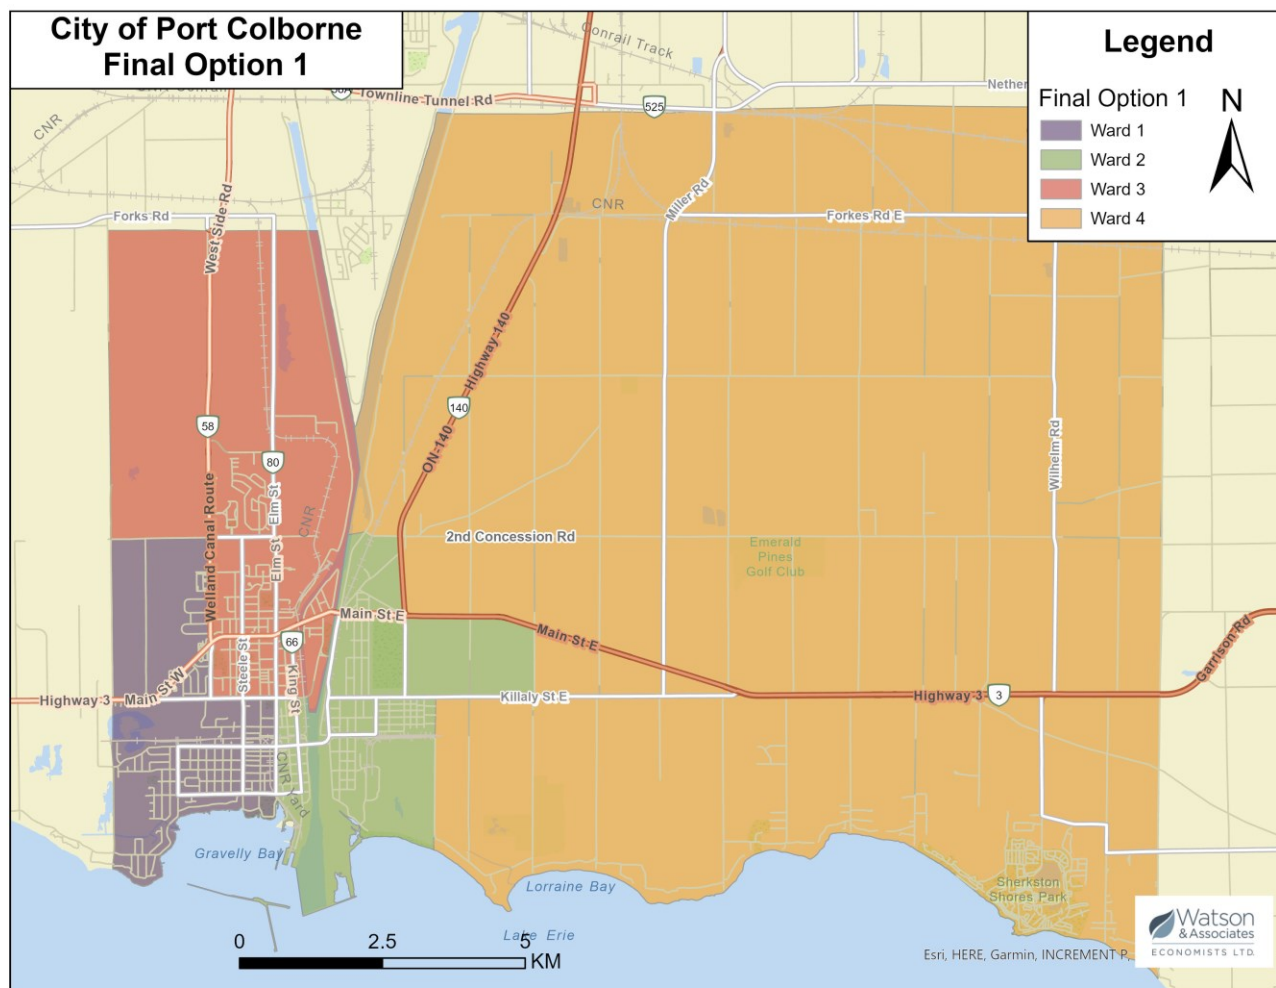 City of Port Colborne
Final Option 1
Legend
Final Option 1
Ward 1
Ward 2
Ward 3
Ward 4
N
Conrail Track
Townline Tunnel Rd
525
Nether
CNR
West Side Rd
Forks Rd
CNR
Miller Rd
Forkes Rd E
ON-140
Highway-140
140
58
80
Elm St
Elm St
CNR
Welland Canal Route
Wilhelm Rd
2nd Concession Rd
Emerald
Pines
Golf Club
Main St E
Main St E
66
King St
Steele St
Main St W
Highway 3
Killaly St E
Highway 3
3
Garrison Rd
CNR Yard
Gravelly Bay
Lorraine Bay
Lake Erie
Sherkston
Shores Park
0
2.5
5
KM
Esri, HERE, Garmin, INCREMENT P,
Watson
& Associates
ECONOMISTS LTD.